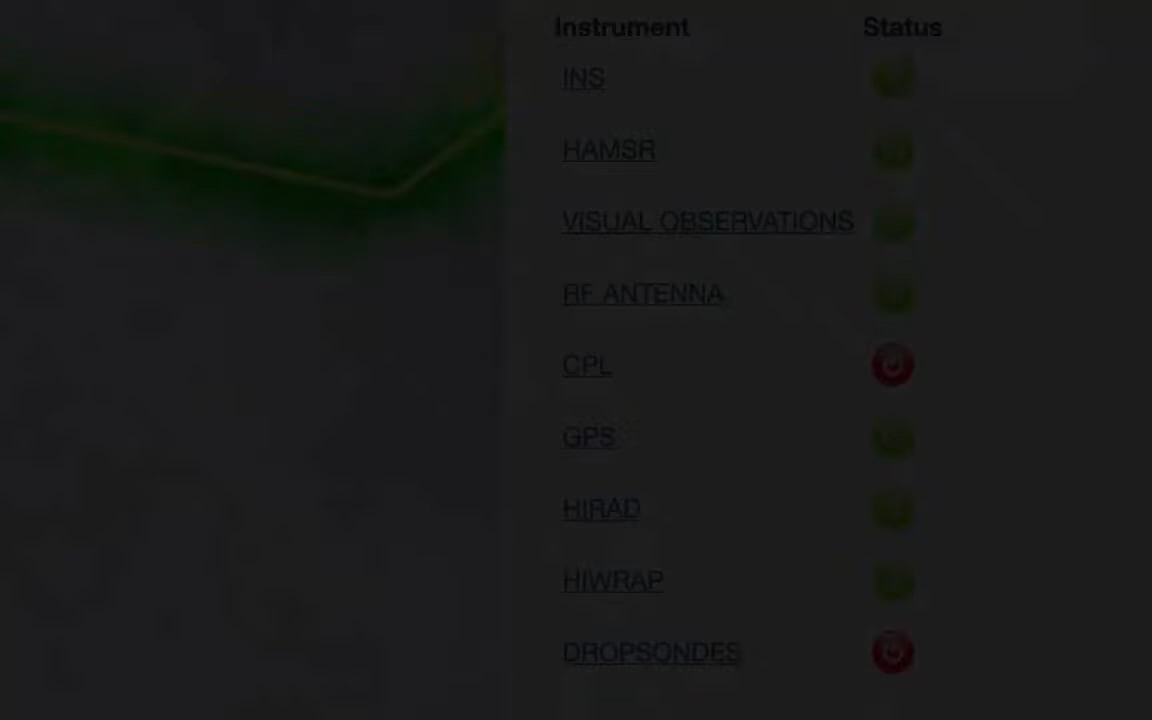 Instrument Status
INS
HAMSR
VISUAL OBSERVATIONS
RF ANTENNA
CPL
GPS
HIRAD
HIWRAP
DROPSONDES